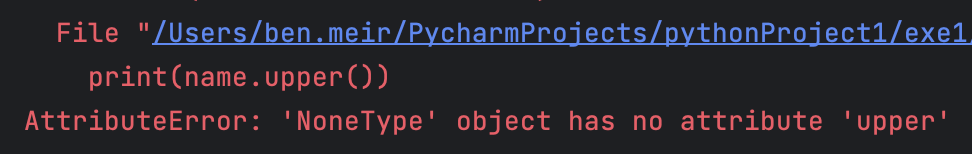 File "/Users/ben.meir/PycharmProjects/pythonProject1/exe1
print(name.upper())
AttributeError: 'NoneType' object has no attribute 'upper'